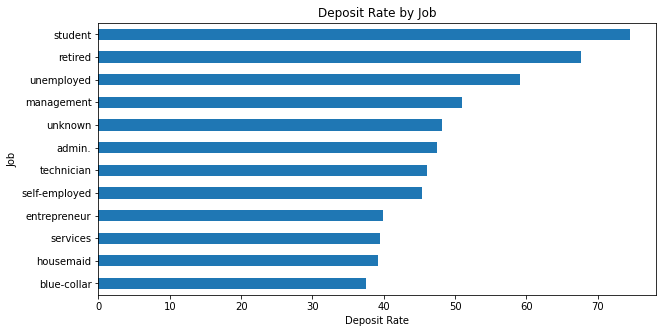 Deposit Rate by Job
student
retired
unemployed
management
unknown
admin.
technician
self-employed
entrepreneur
services
housemaid
blue-collar
Job
0 10 20 30 40 50 60 70
Deposit Rate